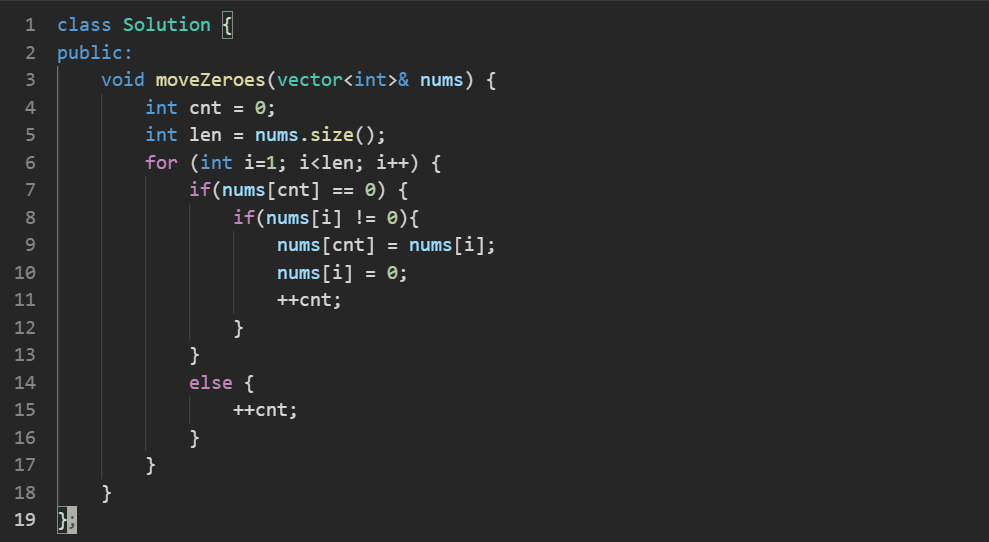 1 class Solution {
2 public:
3     void moveZeroes(vector<int>& nums) {
4         int cnt = 0;
5         int len = nums.size();
6         for (int i=1; i<len; i++) {
7             if(nums[cnt] == 0) {
8                 if(nums[i] != 0){
9                     nums[cnt] = nums[i];
10                     nums[i] = 0;
11                     ++cnt;
12                 }
13             }
14             else {
15                 ++cnt;
16             }
17         }
18     }
19 };